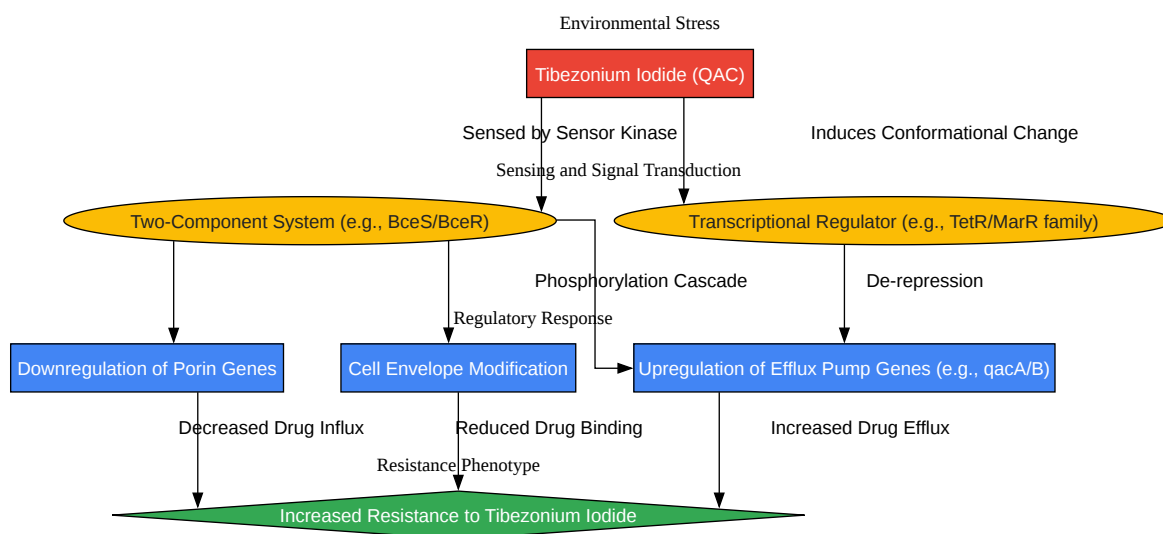 Environmental Stress
Tibezonium Iodide (QAC)
Sensed by Sensor Kinase
Induces Conformational Change
Sensing and Signal Transduction
Two-Component System (e.g., BceS/BceR)
Transcriptional Regulator (e.g., TetR/MarR family)
Phosphorylation Cascade
De-repression
Regulatory Response
Downregulation of Porin Genes
Cell Envelope Modification
Upregulation of Efflux Pump Genes (e.g., qacA/B)
Decreased Drug Influx
Reduced Drug Binding
Increased Drug Efflux
Resistance Phenotype
Increased Resistance to Tibezonium Iodide